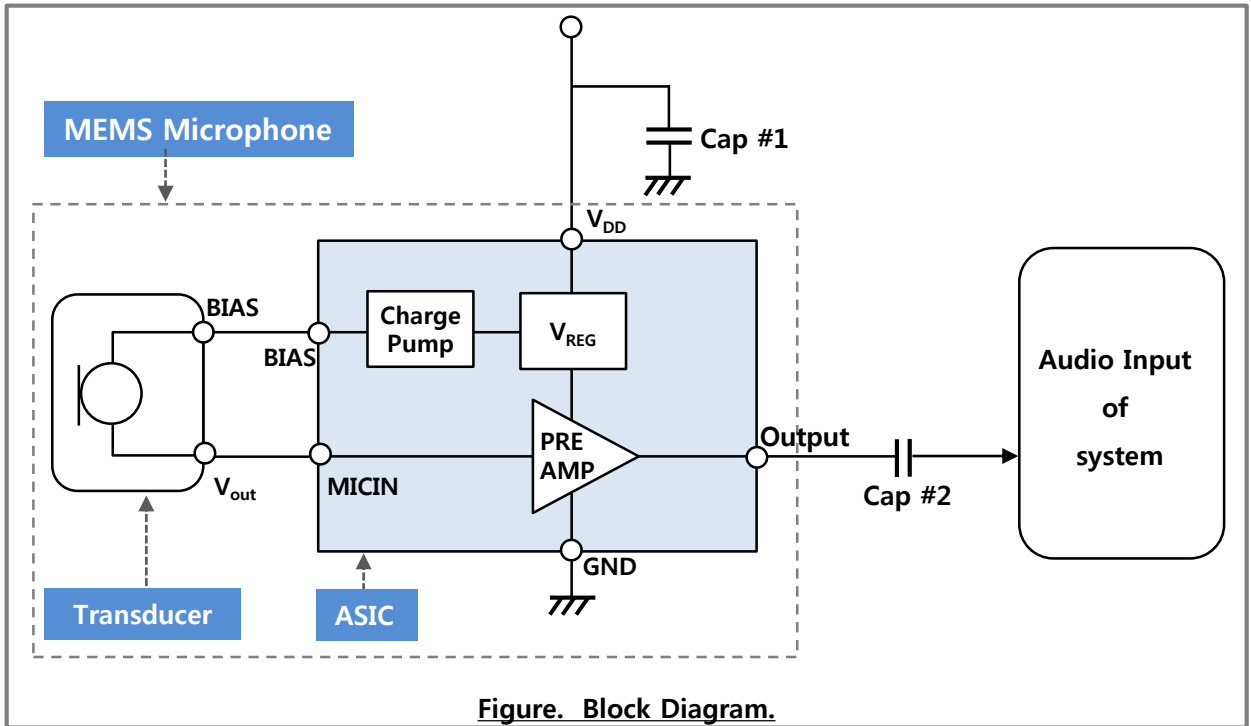 MEMS Microphone
Cap #1
VDD
BIAS
BIAS
Charge
Pump
VREG
Audio Input
of
system
PRE
AMP
Output
Vout
MICIN
Cap #2
GND
Transducer
ASIC
Figure. Block Diagram.